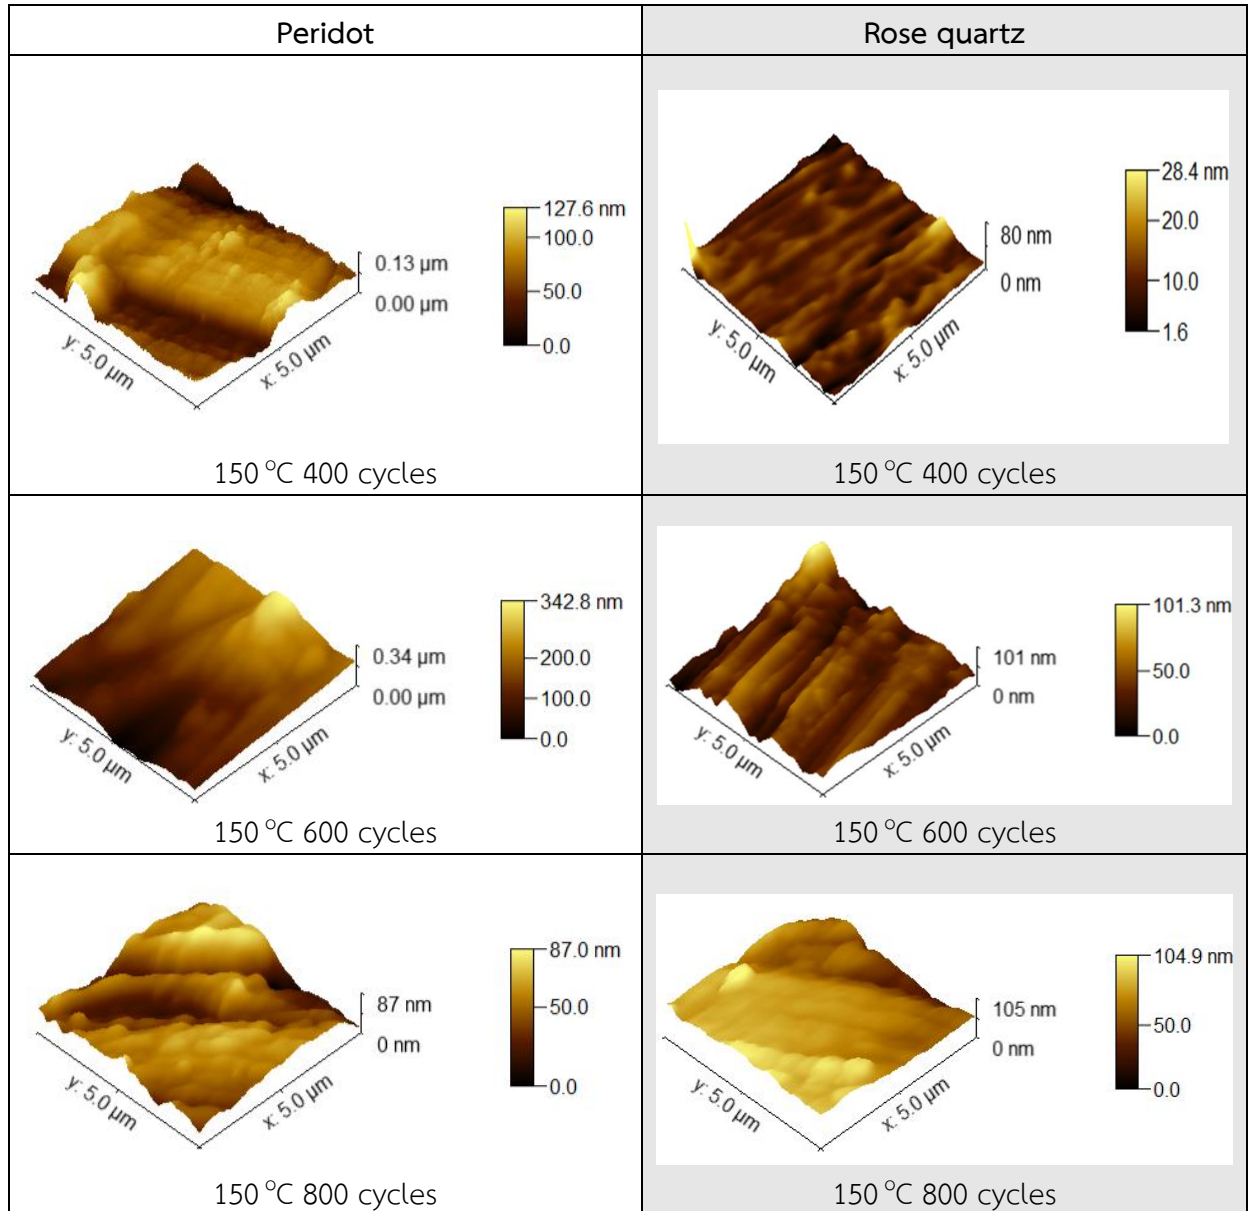 Peridot
Rose quartz
127.6 nm
100.0
50.0
0.0
0.13 µm
0.00 µm
y: 5.0 µm
x: 5.0 µm
150 °C 400 cycles
28.4 nm
20.0
10.0
1.6
80 nm
0 nm
y: 5.0 µm
x: 5.0 µm
150 °C 400 cycles
342.8 nm
200.0
100.0
0.0
0.34 µm
0.00 µm
y: 5.0 µm
x: 5.0 µm
150 °C 600 cycles
101.3 nm
50.0
0.0
101 nm
0 nm
y: 5.0 µm
x: 5.0 µm
150 °C 600 cycles
87.0 nm
50.0
0.0
87 nm
0 nm
y: 5.0 µm
x: 5.0 µm
150 °C 800 cycles
104.9 nm
50.0
0.0
105 nm
0 nm
y: 5.0 µm
x: 5.0 µm
150 °C 800 cycles